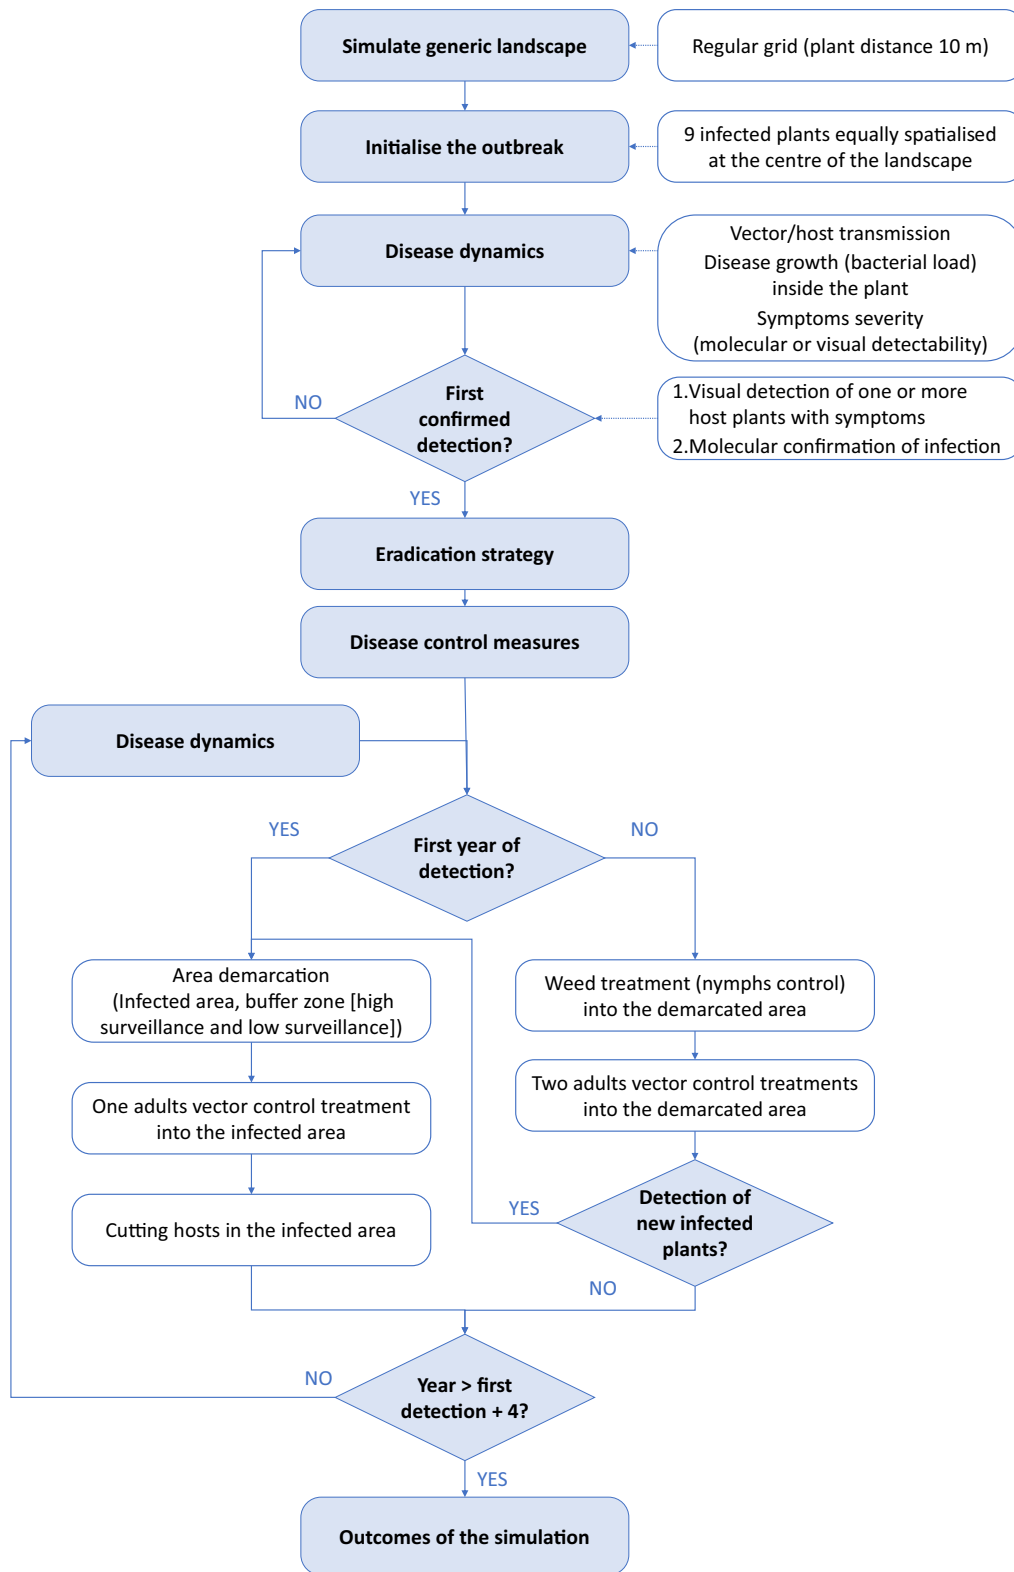 Simulate generic landscape
Regular grid (plant distance 10 m)
Initialise the outbreak
9 infected plants equally spatialised
at the centre of the landscape
Disease dynamics
Vector/host transmission
Disease growth (bacterial load)
inside the plant
Symptoms severity
(molecular or visual detectability)
First
confirmed
detection?
NO
1.Visual detection of one or more
host plants with symptoms
2.Molecular confirmation of infection
YES
Eradication strategy
Disease control measures
Disease dynamics
First year of
detection?
YES
NO
Area demarcation
(Infected area, buffer zone [high
surveillance and low surveillance])
Weed treatment (nymphs control)
into the demarcated area
One adults vector control treatment
into the infected area
Two adults vector control treatments
into the demarcated area
Cutting hosts in the infected area
Detection of
new infected
plants?
YES
NO
Year > first
detection + 4?
NO
YES
Outcomes of the simulation